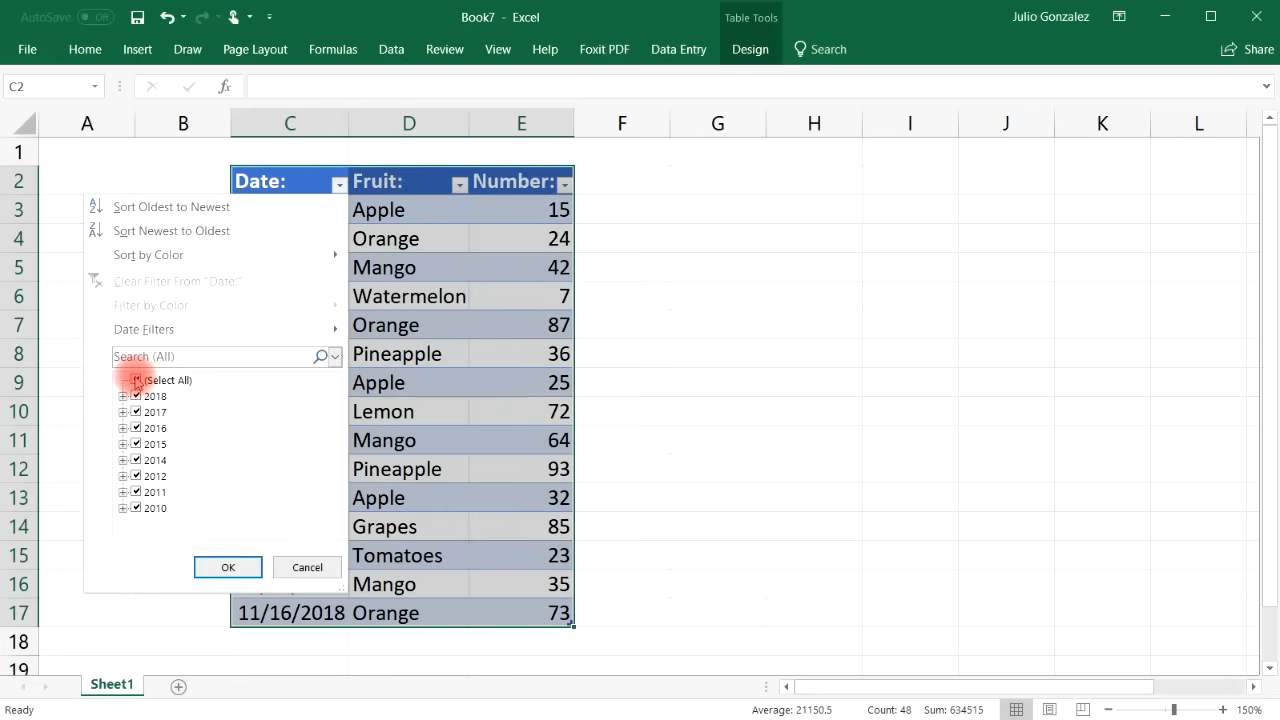 AutoSave Off
Book7 - Excel
Table Tools
Julio Gonzalez
File Home Insert Draw Page Layout Formulas Data Review View Help Foxit PDF Data Entry Design Search Share
C2 fx
A B C D E F G H I J K L
1
2 Date: Fruit: Number:
3 Apple 15
4 Orange 24
5 Mango 42
6 Watermelon 7
7 Orange 87
8 Pineapple 36
9 Apple 25
10 Lemon 72
11 Mango 64
12 Pineapple 93
13 Apple 32
14 Grapes 85
15 Tomatoes 23
16 Mango 35
17 11/16/2018 Orange 73
18
19
Sort Oldest to Newest
Sort Newest to Oldest
Sort by Color
Clear Filter From "Date:"
Filter by Color
Date Filters
Search (All)
(Select All)
2018
2017
2016
2015
2014
2012
2011
2010
OK Cancel
Sheet1
Ready Average: 21150.5 Count: 48 Sum: 634515 150%